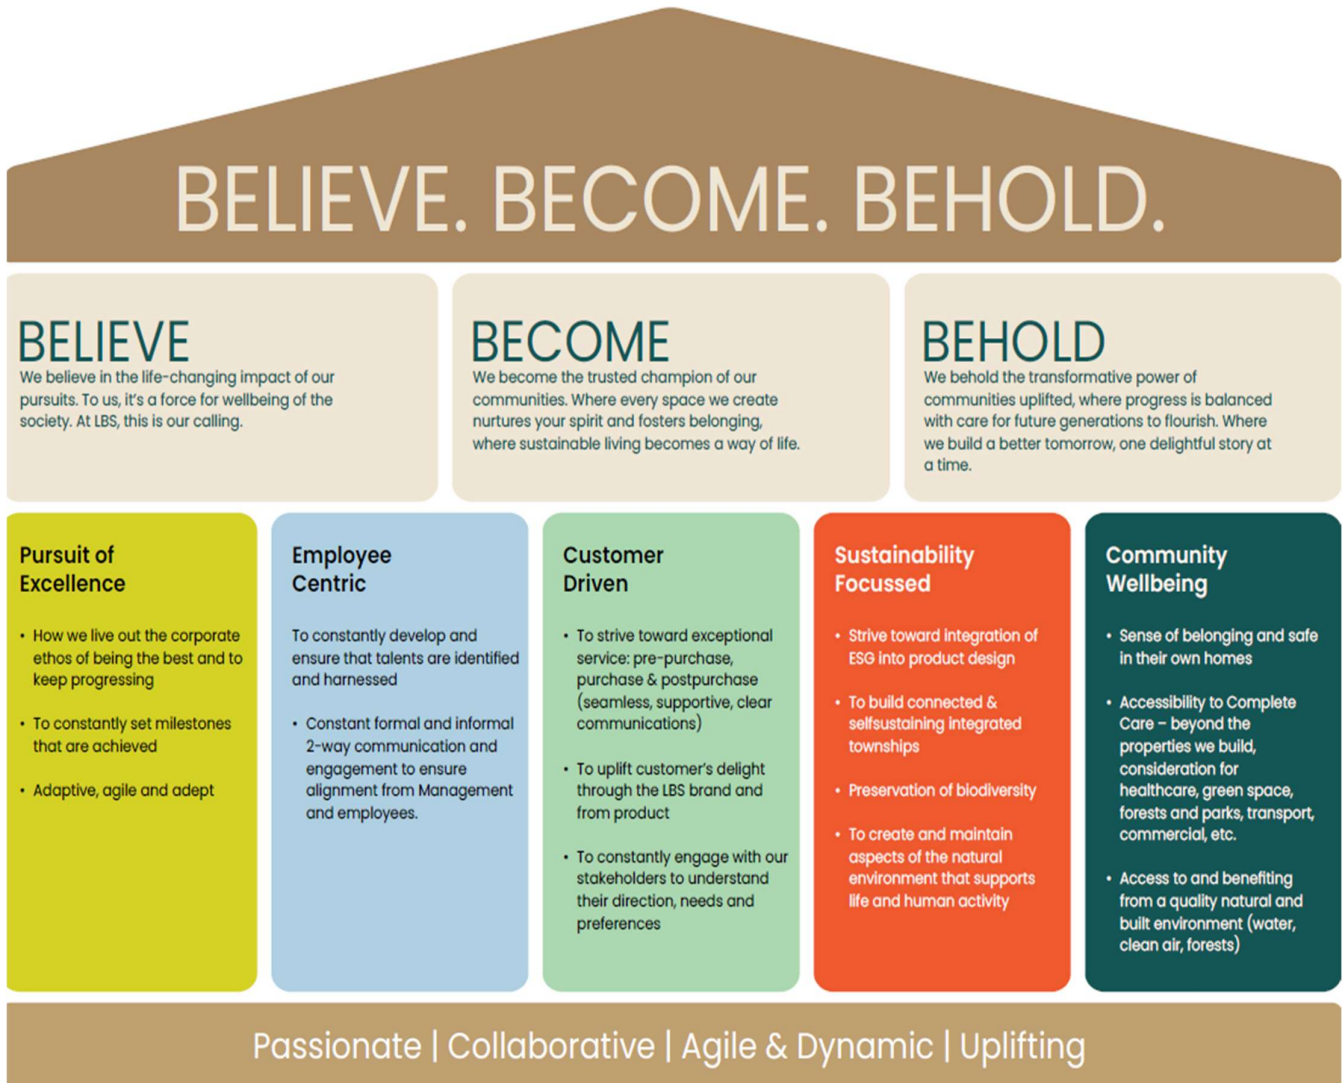 BELIEVE. BECOME. BEHOLD.
BELIEVE
We believe in the life-changing impact of our
pursuits. To us, it's a force for wellbeing of the
society. At LBS, this is our calling.
BECOME
We become the trusted champion of our
communities. Where every space we create
nurtures your spirit and fosters belonging,
where sustainable living becomes a way of life.
BEHOLD
We behold the transformative power of
communities uplifted, where progress is balanced
with care for future generations to flourish. Where
we build a better tomorrow, one delightful story at
a time.
Pursuit of
Excellence
• How we live out the corporate
ethos of being the best and to
keep progressing
• To constantly set milestones
that are achieved
• Adaptive, agile and adept
Employee
Centric
To constantly develop and
ensure that talents are identified
and harnessed
• Constant formal and informal
2-way communication and
engagement to ensure
alignment from Management
and employees.
Customer
Driven
• To strive toward exceptional
service: pre-purchase,
purchase & postpurchase
(seamless, supportive, clear
communications)
• To uplift customer's delight
through the LBS brand and
from product
• To constantly engage with our
stakeholders to understand
their direction, needs and
preferences
Sustainability
Focussed
• Strive toward integration of
ESG into product design
• To build connected &
selfsustaining integrated
townships
• Preservation of biodiversity
• To create and maintain
aspects of the natural
environment that supports
life and human activity
Community
Wellbeing
• Sense of belonging and safe
in their own homes
• Accessibility to Complete
Care – beyond the
properties we build,
consideration for
healthcare, green space,
forests and parks, transport,
commercial, etc.
• Access to and benefiting
from a quality natural and
built environment (water,
clean air, forests)
Passionate | Collaborative | Agile & Dynamic | Uplifting